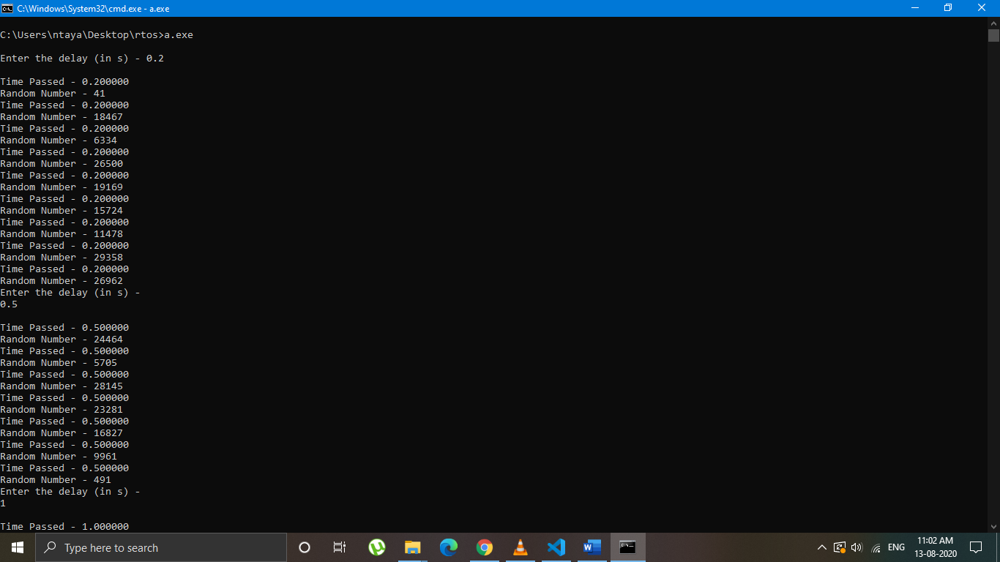 C:\Windows\System32\cmd.exe - a.exe
C:\Users\ntaya\Desktop\rtos>a.exe
Enter the delay (in s) - 0.2
Time Passed - 0.200000
Random Number - 41
Time Passed - 0.200000
Random Number - 18467
Time Passed - 0.200000
Random Number - 6334
Time Passed - 0.200000
Random Number - 26500
Time Passed - 0.200000
Random Number - 19169
Time Passed - 0.200000
Random Number - 15724
Time Passed - 0.200000
Random Number - 11478
Time Passed - 0.200000
Random Number - 29358
Time Passed - 0.200000
Random Number - 26962
Enter the delay (in s) -
0.5
Time Passed - 0.500000
Random Number - 24464
Time Passed - 0.500000
Random Number - 5705
Time Passed - 0.500000
Random Number - 28145
Time Passed - 0.500000
Random Number - 23281
Time Passed - 0.500000
Random Number - 16827
Time Passed - 0.500000
Random Number - 9961
Time Passed - 0.500000
Random Number - 491
Enter the delay (in s) -
1
Time Passed - 1.000000
Type here to search
ENG
11:02 AM
13-08-2020